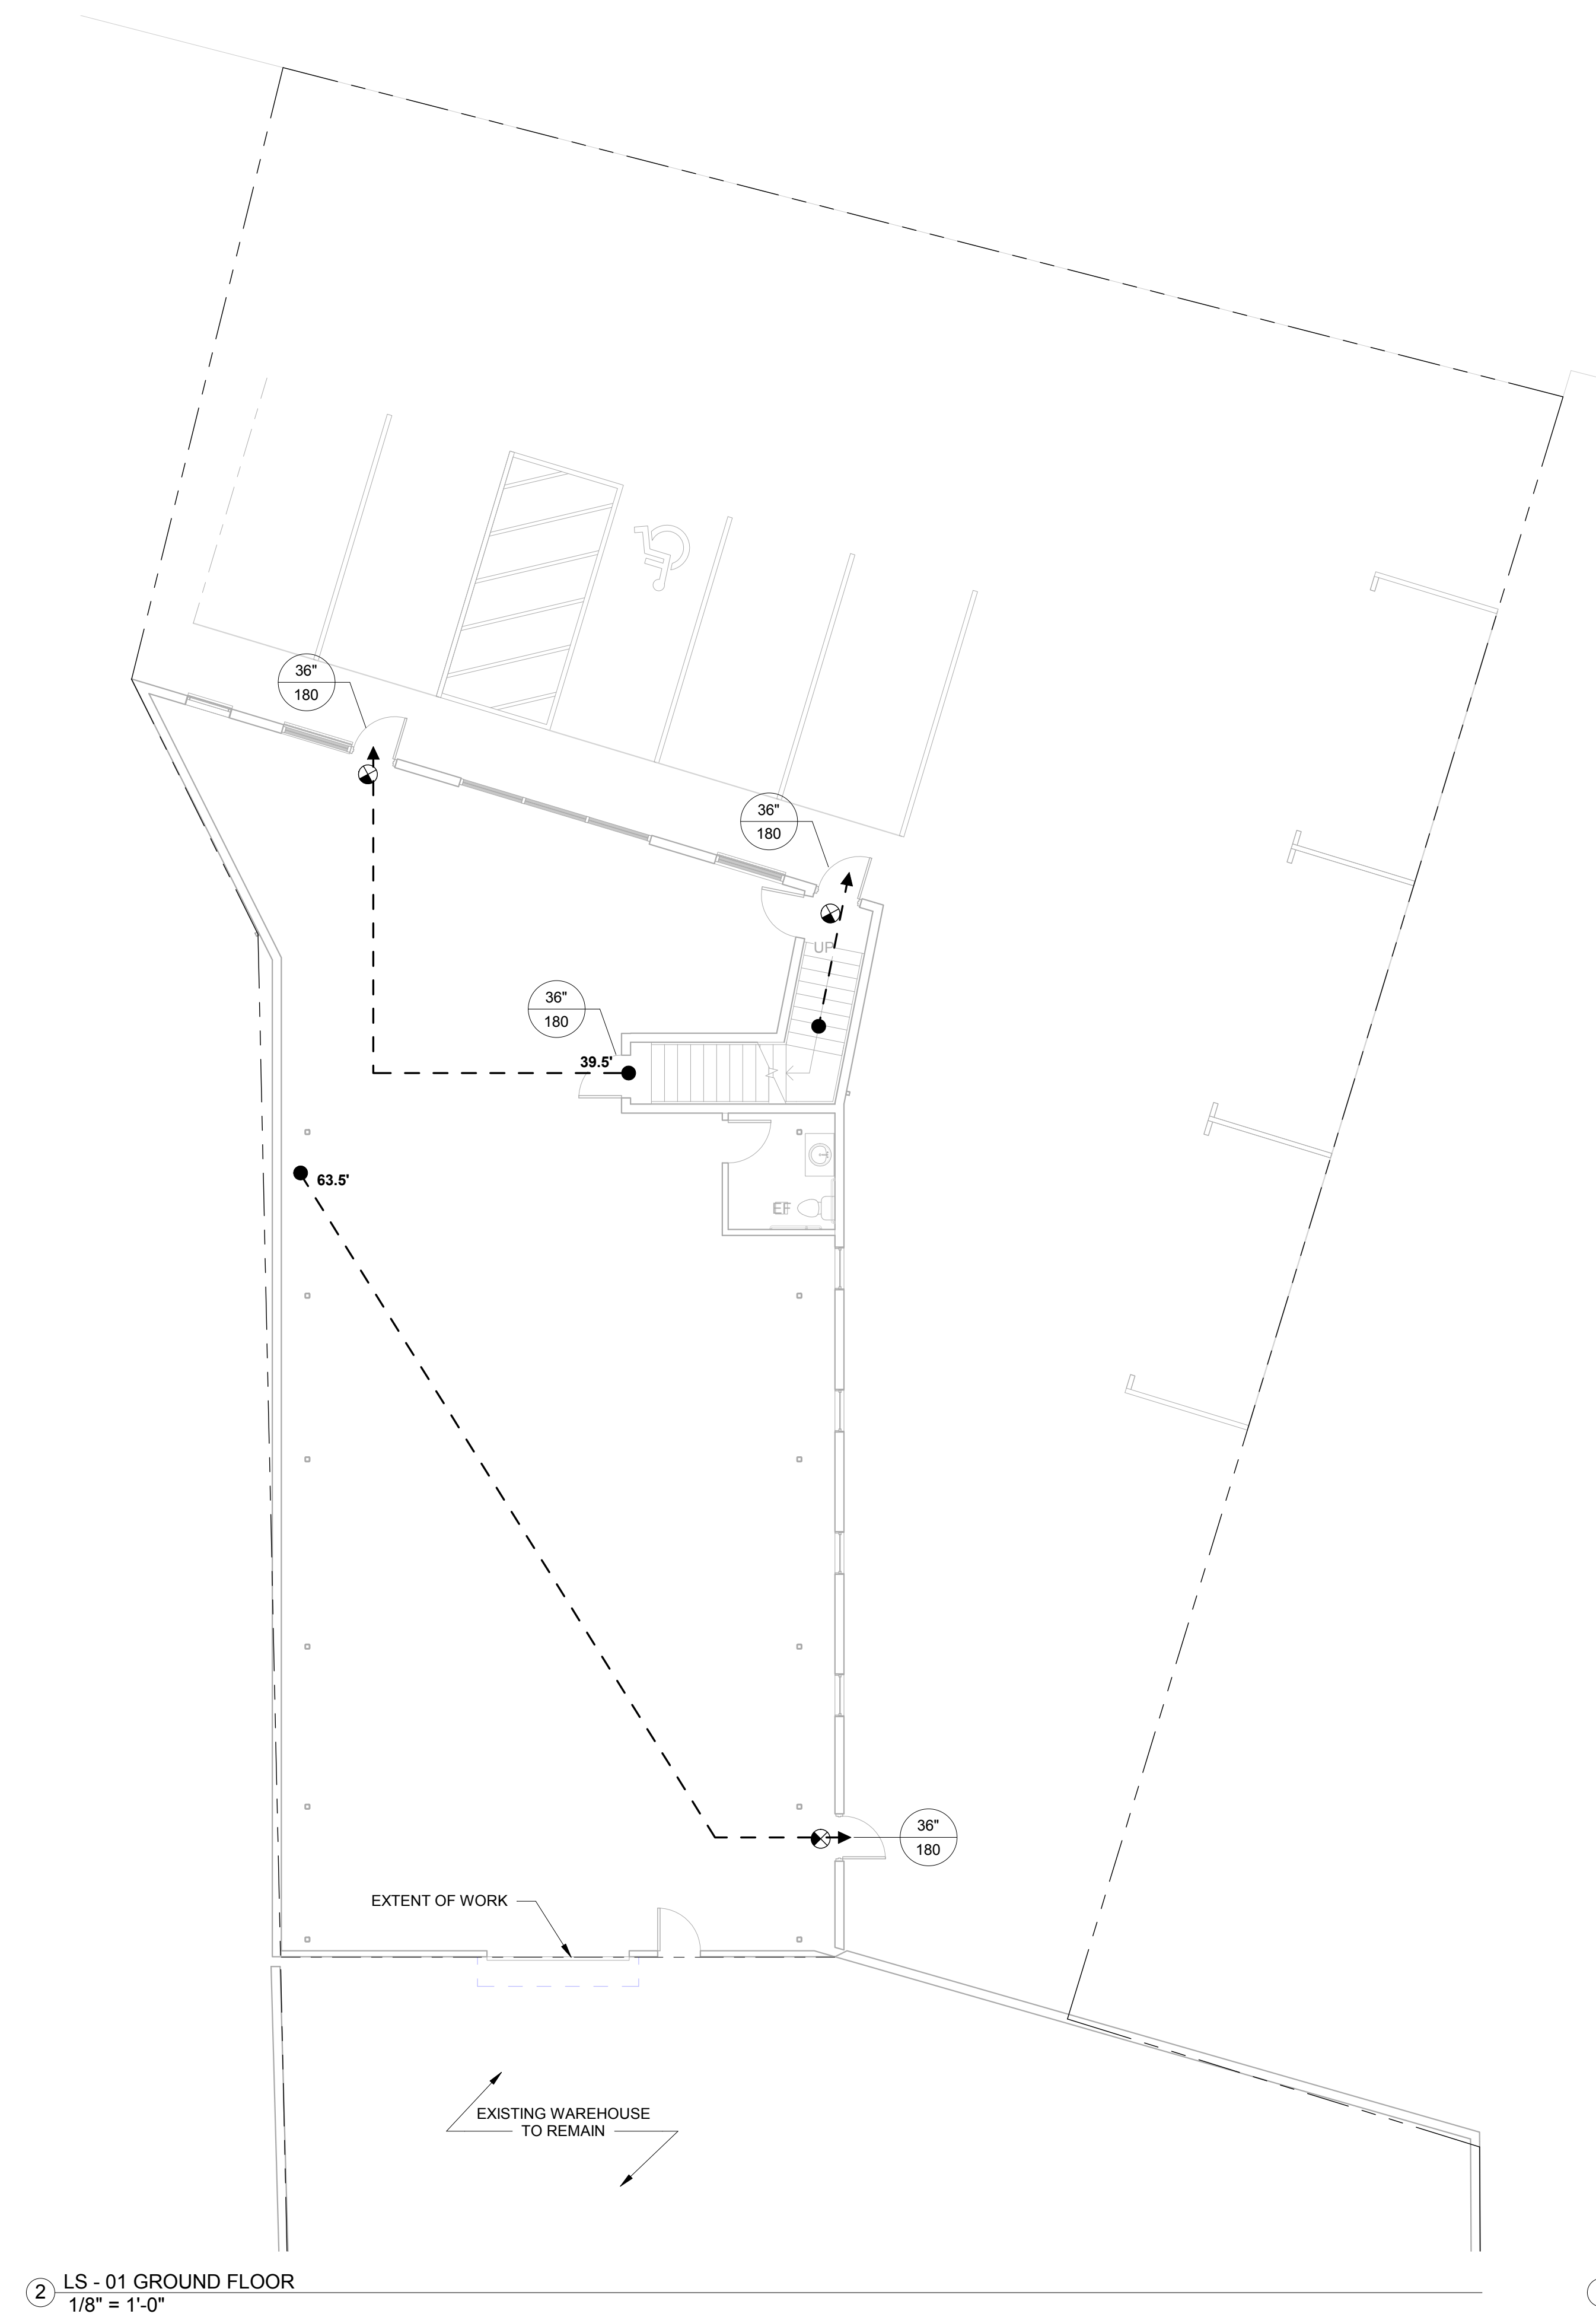 36"
180
36"
180
UP
36"
180
39.5'
63.5'
EF
36"
180
EXTENT OF WORK
EXISTING WAREHOUSE
TO REMAIN
2
LS - 01 GROUND FLOOR
1/8" = 1'-0"